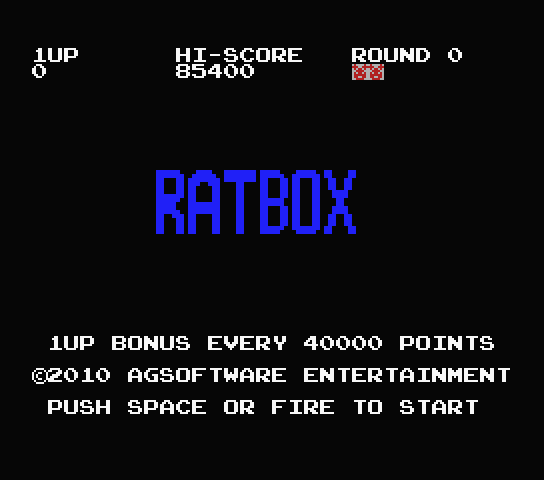 1UP HI-SCORE ROUND 0
0 85400
RATBOX
1UP BONUS EVERY 40000 POINTS
©2010 AGSOFTWARE ENTERTAINMENT
PUSH SPACE OR FIRE TO START